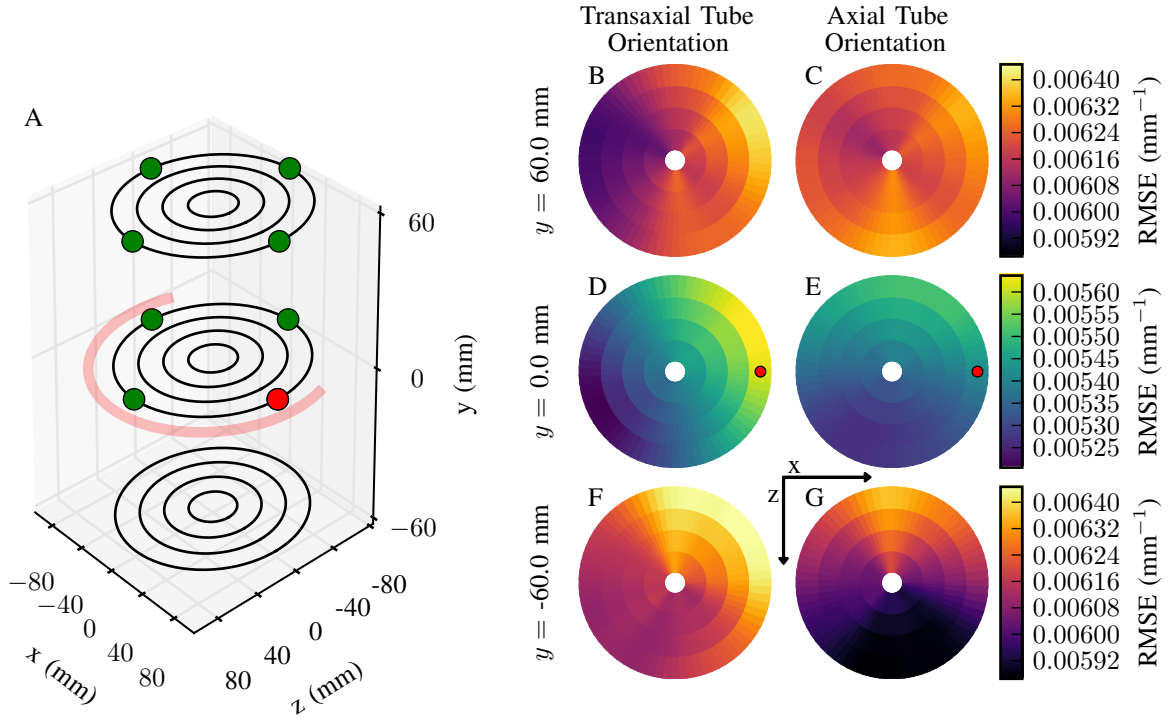 Transaxial Tube
Orientation
Axial Tube
Orientation
A
60
0
−60
y (mm)
−80
−40
0
40
80
x (mm)
-80
-40
0
40
80
z (mm)
y = 60.0 mm
B
C
0.00640
0.00632
0.00624
0.00616
0.00608
0.00600
0.00592
RMSE (mm⁻¹)
y = 0.0 mm
D
E
0.00560
0.00555
0.00550
0.00545
0.00540
0.00535
0.00530
0.00525
RMSE (mm⁻¹)
x
z
y = -60.0 mm
F
G
0.00640
0.00632
0.00624
0.00616
0.00608
0.00600
0.00592
RMSE (mm⁻¹)